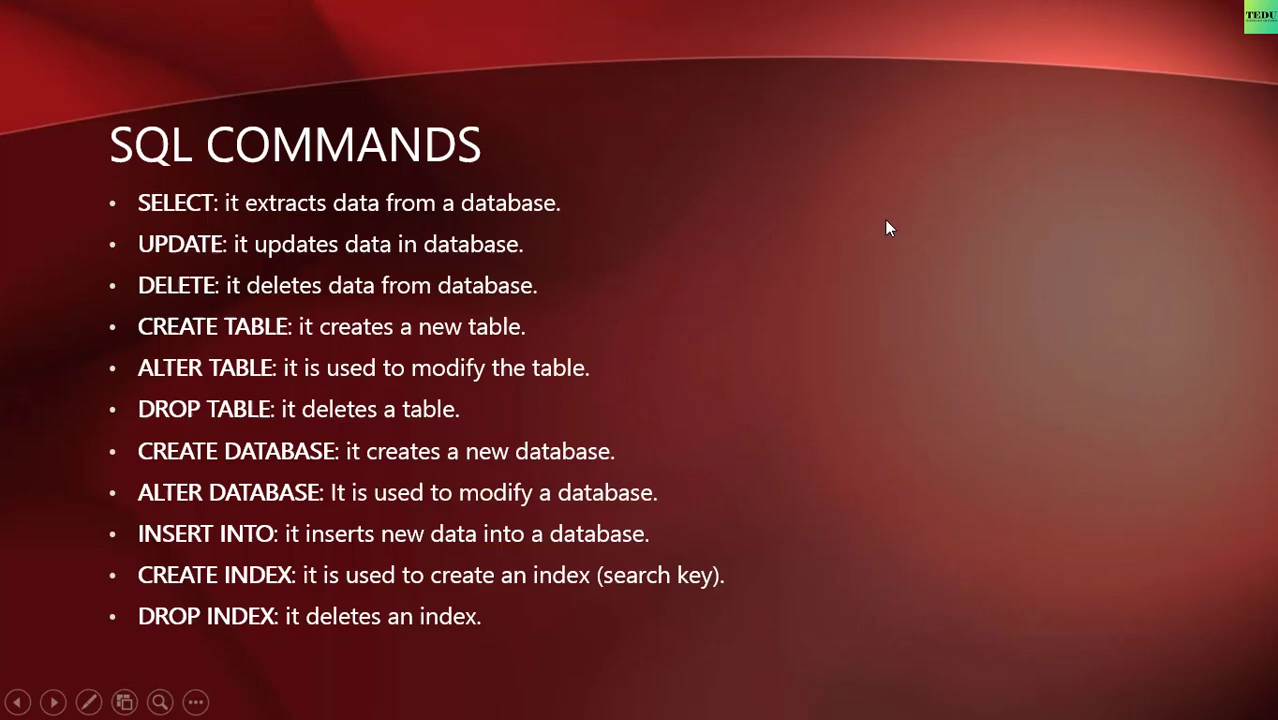 TEDU
SQL COMMANDS
• SELECT: it extracts data from a database.
• UPDATE: it updates data in database.
• DELETE: it deletes data from database.
• CREATE TABLE: it creates a new table.
• ALTER TABLE: it is used to modify the table.
• DROP TABLE: it deletes a table.
• CREATE DATABASE: it creates a new database.
• ALTER DATABASE: It is used to modify a database.
• INSERT INTO: it inserts new data into a database.
• CREATE INDEX: it is used to create an index (search key).
• DROP INDEX: it deletes an index.